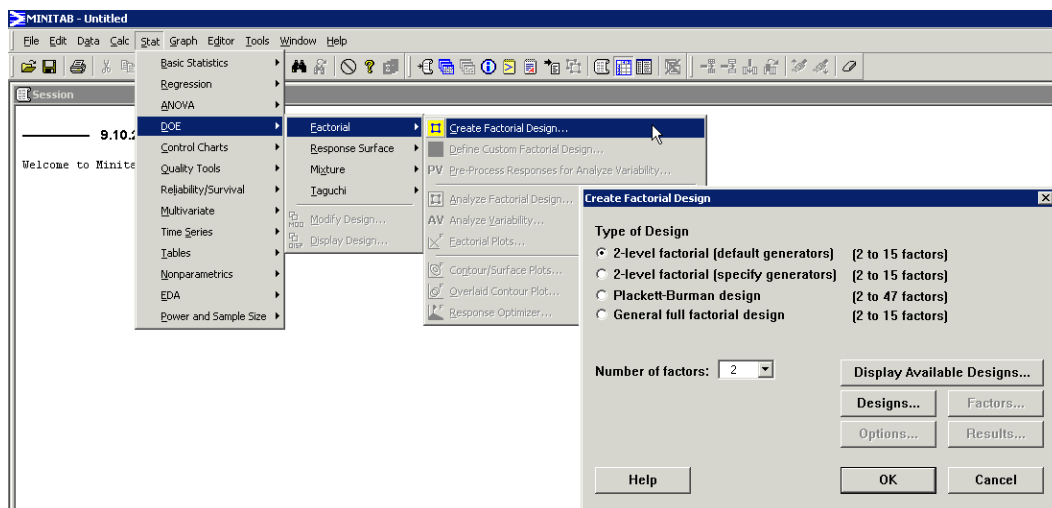 MINITAB - Untitled
File Edit Data Calc Stat Graph Editor Tools Window Help
Session
9.10.2
Welcome to Minita
Basic Statistics
Regression
ANOVA
DOE
Control Charts
Quality Tools
Reliability/Survival
Multivariate
Time Series
Tables
Nonparametrics
EDA
Power and Sample Size
Factorial
Response Surface
Mixture
Taguchi
MOD Modify Design...
DISP Display Design...
Create Factorial Design...
Define Custom Factorial Design...
PV Pre-Process Responses for Analyze Variability...
Analyze Factorial Design...
AV Analyze Variability...
Factorial Plots...
Contour/Surface Plots...
Overlaid Contour Plot...
Response Optimizer...
Create Factorial Design
Type of Design
2-level factorial (default generators) (2 to 15 factors)
2-level factorial (specify generators) (2 to 15 factors)
Plackett-Burman design (2 to 47 factors)
General full factorial design (2 to 15 factors)
Number of factors: 2
Display Available Designs...
Designs... Factors...
Options... Results...
Help OK Cancel